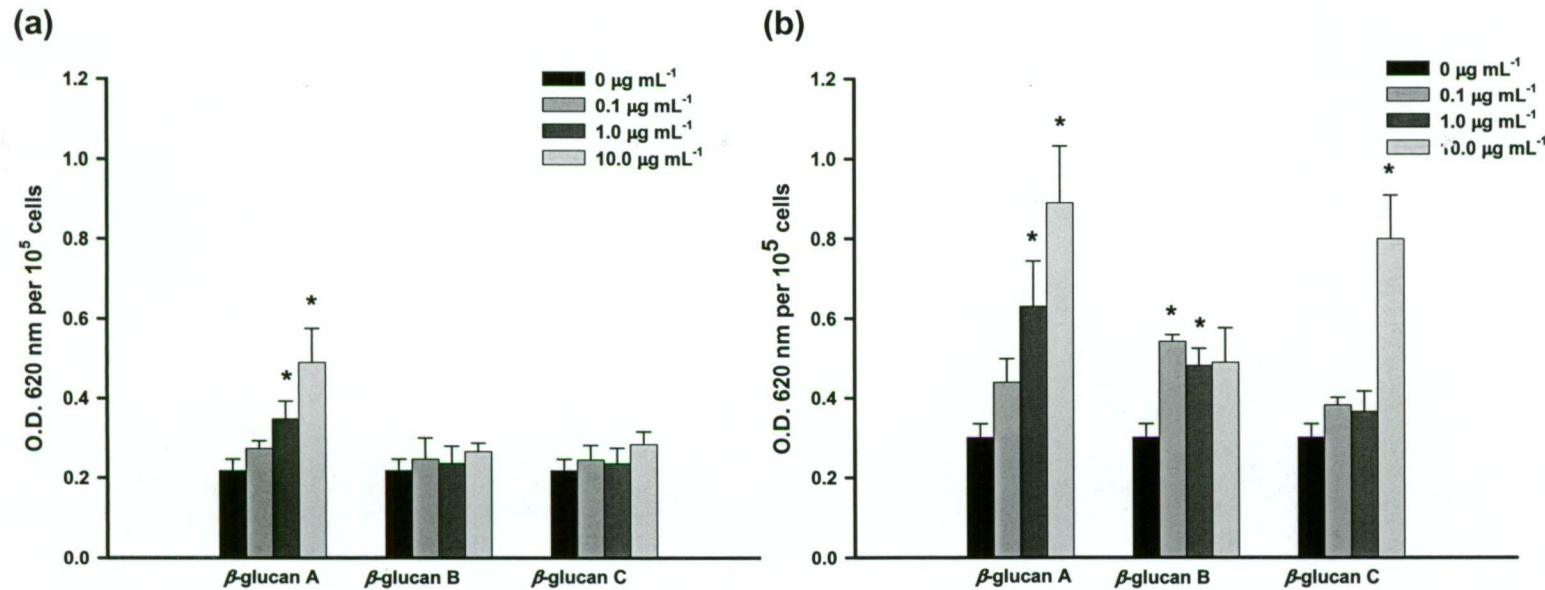 (a)
0 μg mL-1
0.1 μg mL-1
1.0 μg mL-1
10.0 μg mL-1
O.D. 620 nm per 10⁵ cells
1.2
1.0
0.8
0.6
0.4
0.2
0.0
*
*
β-glucan A
β-glucan B
β-glucan C
(b)
0 μg mL-1
0.1 μg mL-1
1.0 μg mL-1
10.0 μg mL-1
O.D. 620 nm per 10⁵ cells
1.2
1.0
0.8
0.6
0.4
0.2
0.0
*
*
*
*
*
β-glucan A
β-glucan B
β-glucan C